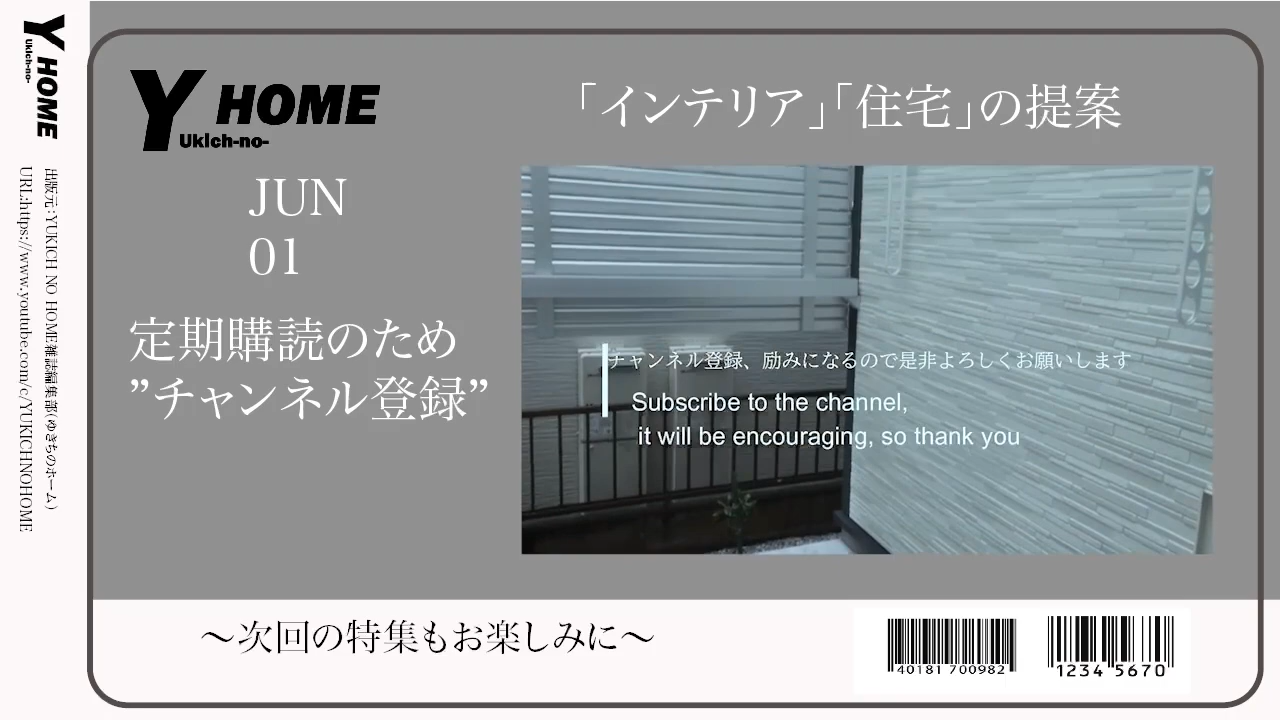 Y HOME
Ukich-no-
出版元:YUKICH NO HOME雑誌編集部(ゆきちのホーム)
URL:https://www.youtube.com/c/YUKICHNOHOME
Y HOME
Ukich-no-
「インテリア」「住宅」の提案
JUN
01
定期購読のため
”チャンネル登録”
チャンネル登録、励みになるので是非よろしくお願いします
Subscribe to the channel,
it will be encouraging, so thank you
～次回の特集もお楽しみに～
40181 700982
1234 5670